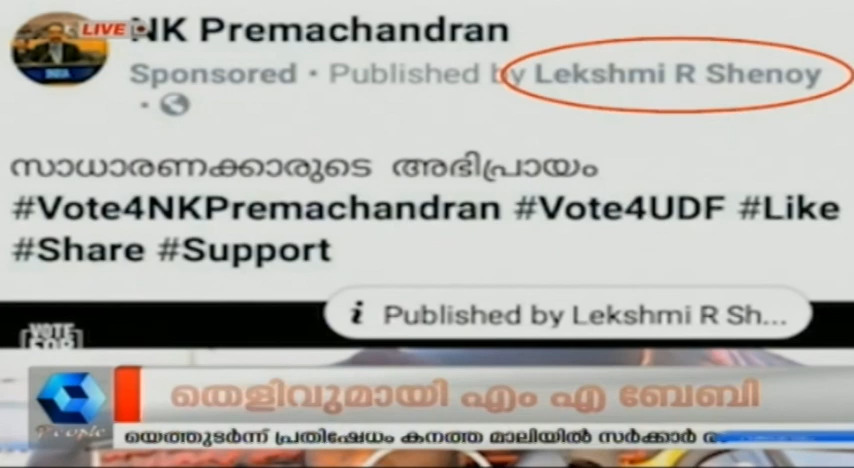 LIVE
NK Premachandran
Sponsored · Published by Lekshmi R Shenoy
സാധാരണക്കാരുടെ അഭിപ്രായം
#Vote4NKPremachandran #Vote4UDF #Like
#Share #Support
i Published by Lekshmi R Sh...
VOTE
FOR
തെളിവുമായി എം എ ബേബി
People
യെത്തുടർന്ന് പ്രതിഷേധം കനത്ത മാലിയിൽ സർക്കാർ